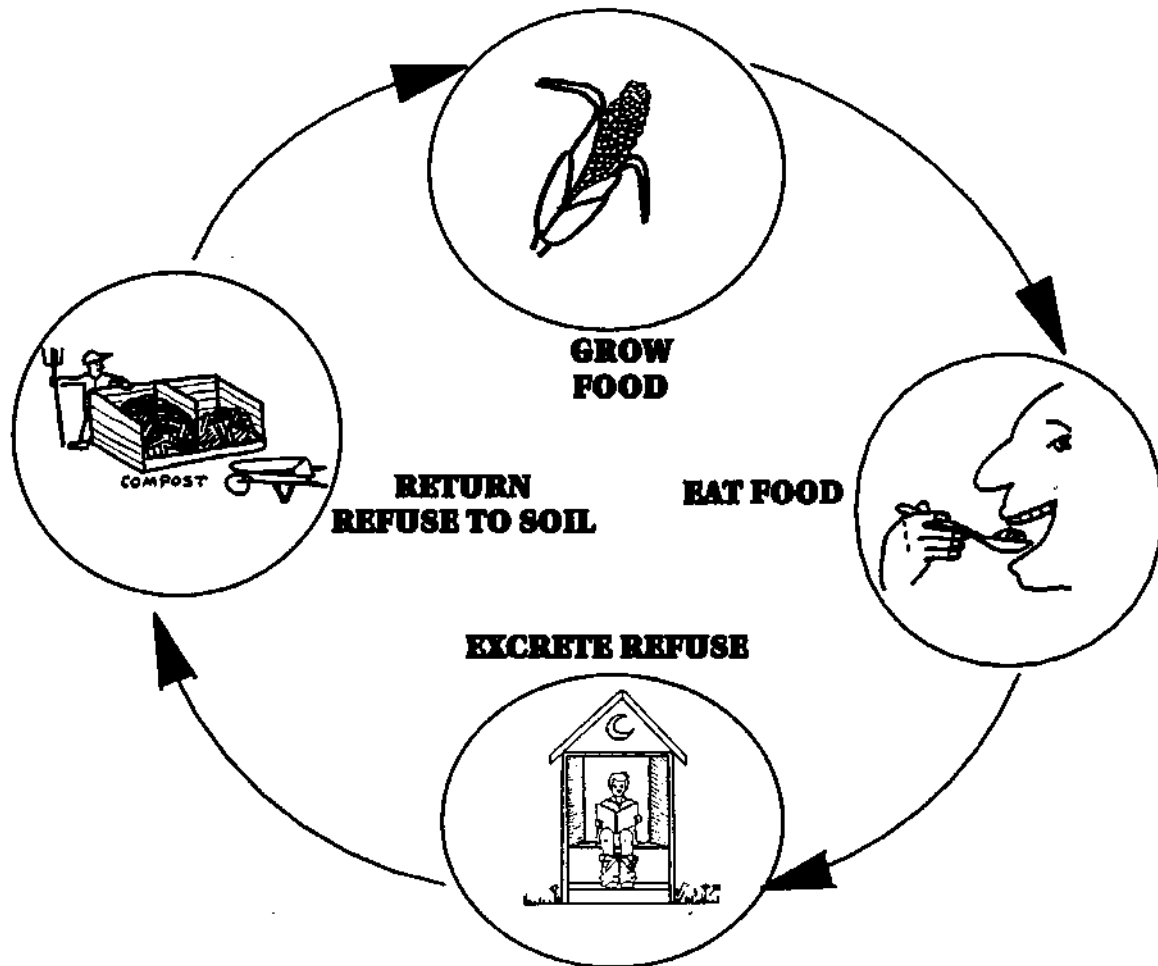 GROW
FOOD
EAT FOOD
EXCRETE REFUSE
RETURN
REFUSE TO SOIL
COMPOST